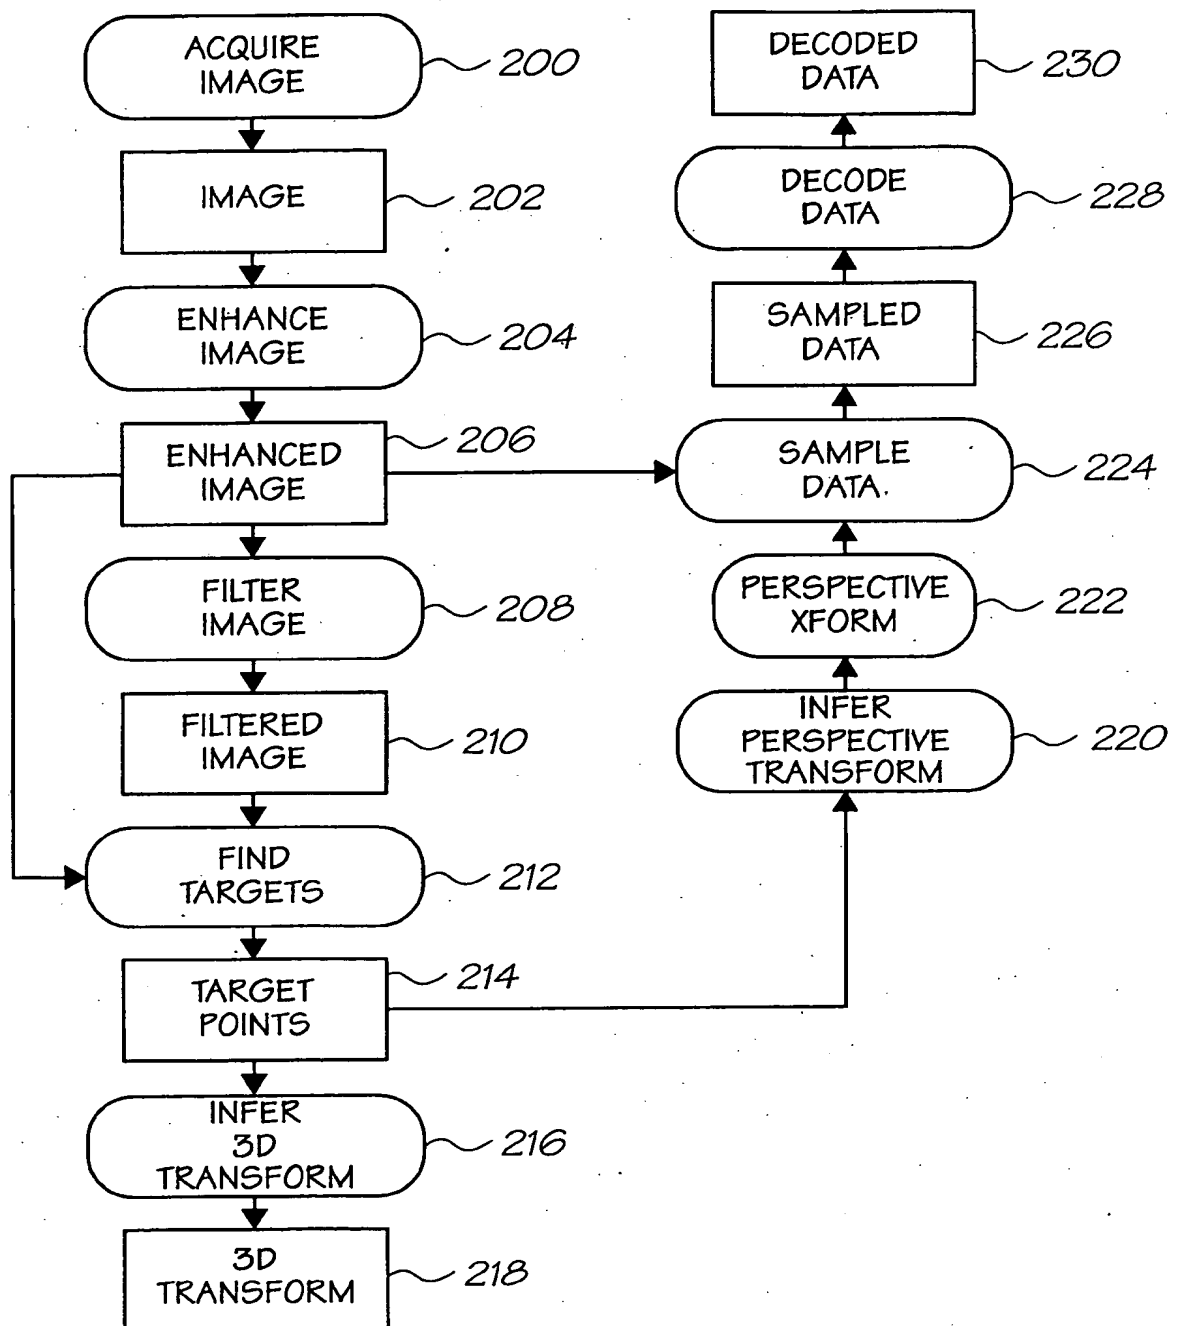 ACQUIRE
IMAGE
200
IMAGE
202
ENHANCE
IMAGE
204
ENHANCED
IMAGE
206
FILTER
IMAGE
208
FILTERED
IMAGE
210
FIND
TARGETS
212
TARGET
POINTS
214
INFER
3D
TRANSFORM
216
3D
TRANSFORM
218
DECODED
DATA
230
DECODE
DATA
228
SAMPLED
DATA
226
SAMPLE
DATA.
224
PERSPECTIVE
XFORM
222
INFER
PERSPECTIVE
TRANSFORM
220